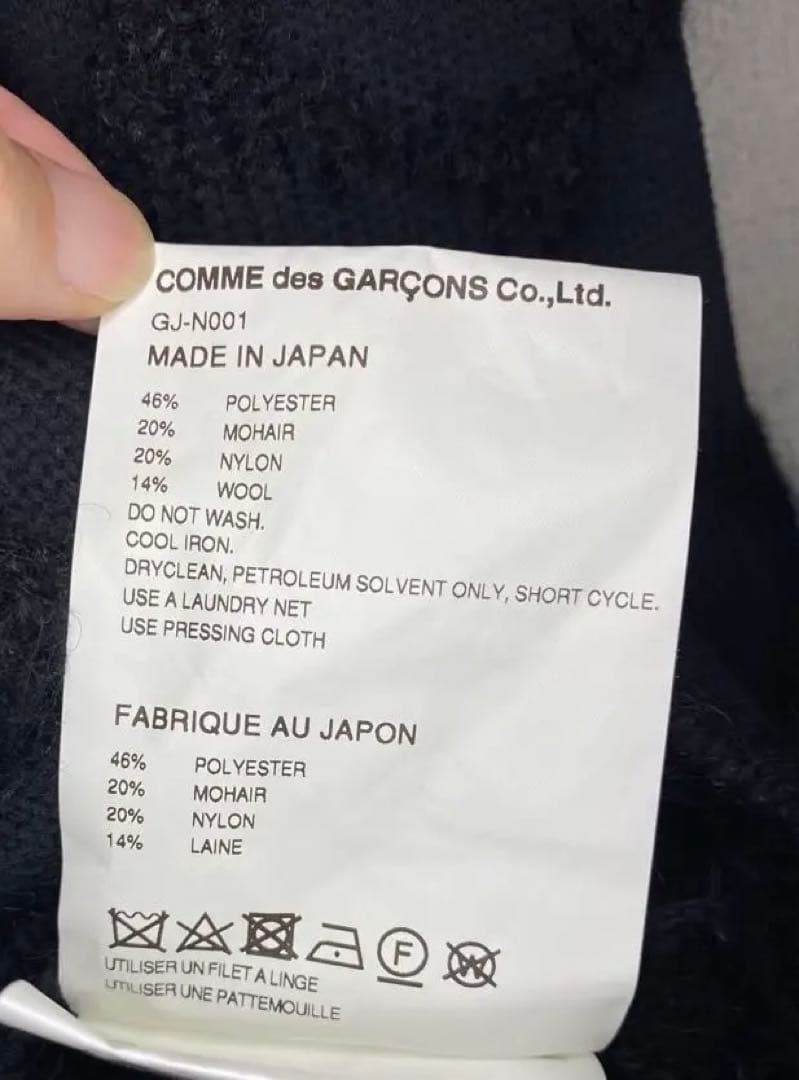 COMME des GARÇONS Co.,Ltd.
GJ-N001
MADE IN JAPAN
46% POLYESTER
20% MOHAIR
20% NYLON
14% WOOL
DO NOT WASH.
COOL IRON.
DRYCLEAN, PETROLEUM SOLVENT ONLY, SHORT CYCLE.
USE A LAUNDRY NET
USE PRESSING CLOTH
FABRIQUE AU JAPON
46% POLYESTER
20% MOHAIR
20% NYLON
14% LAINE
F W
UTILISER UN FILET A LINGE
UTILISER UNE PATTEMOUILLE